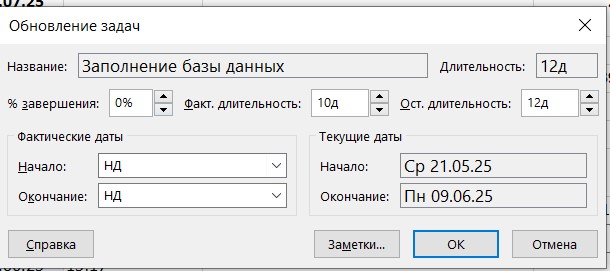 .07.25
Обновление задач
Название: Заполнение базы данных Длительность: 12д
% завершения: 0% Факт. длительность: 10д Ост. длительность: 12д
Фактические даты
Начало: НД
Окончание: НД
Текущие даты
Начало: Ср 21.05.25
Окончание: Пн 09.06.25
Справка Заметки... ОК Отмена